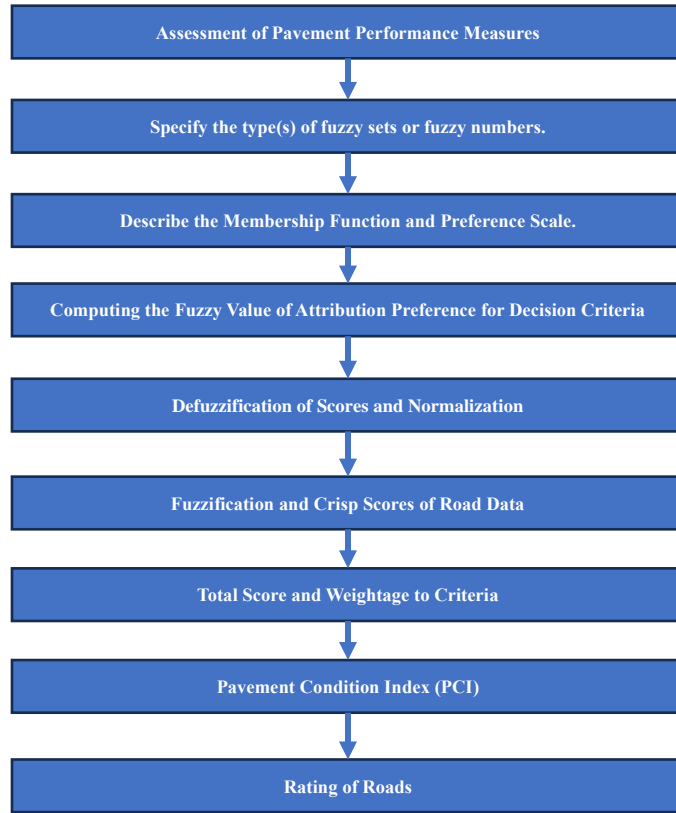 Assessment of Pavement Performance Measures
Specify the type(s) of fuzzy sets or fuzzy numbers.
Describe the Membership Function and Preference Scale.
Computing the Fuzzy Value of Attribution Preference for Decision Criteria
Defuzzification of Scores and Normalization
Fuzzification and Crisp Scores of Road Data
Total Score and Weightage to Criteria
Pavement Condition Index (PCI)
Rating of Roads